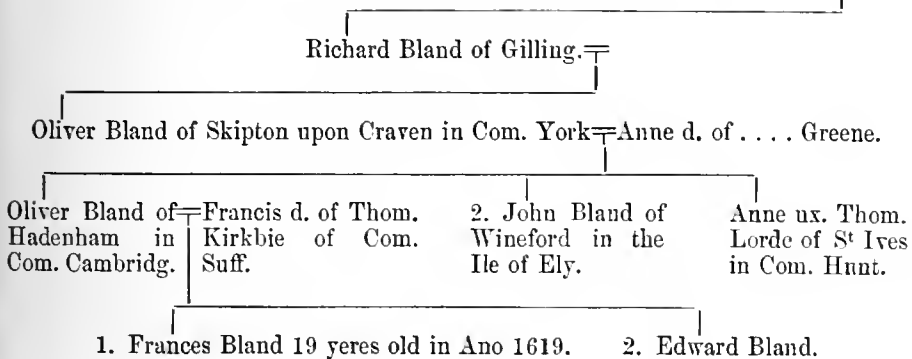 Richard Bland of Gilling.
Oliver Bland of Skipton upon Craven in Com. York=Anne d. of .... Greene.
Oliver Bland of=Francis d. of Thom.
Hadenham in Kirkbie of Com.
Com. Cambridg. Suff.
2. John Bland of
Wineford in the
Ile of Ely.
Anne ux. Thom.
Lorde of Sᵗ Ives
in Com. Hunt.
1. Frances Bland 19 yeres old in Ano 1619. 2. Edward Bland.